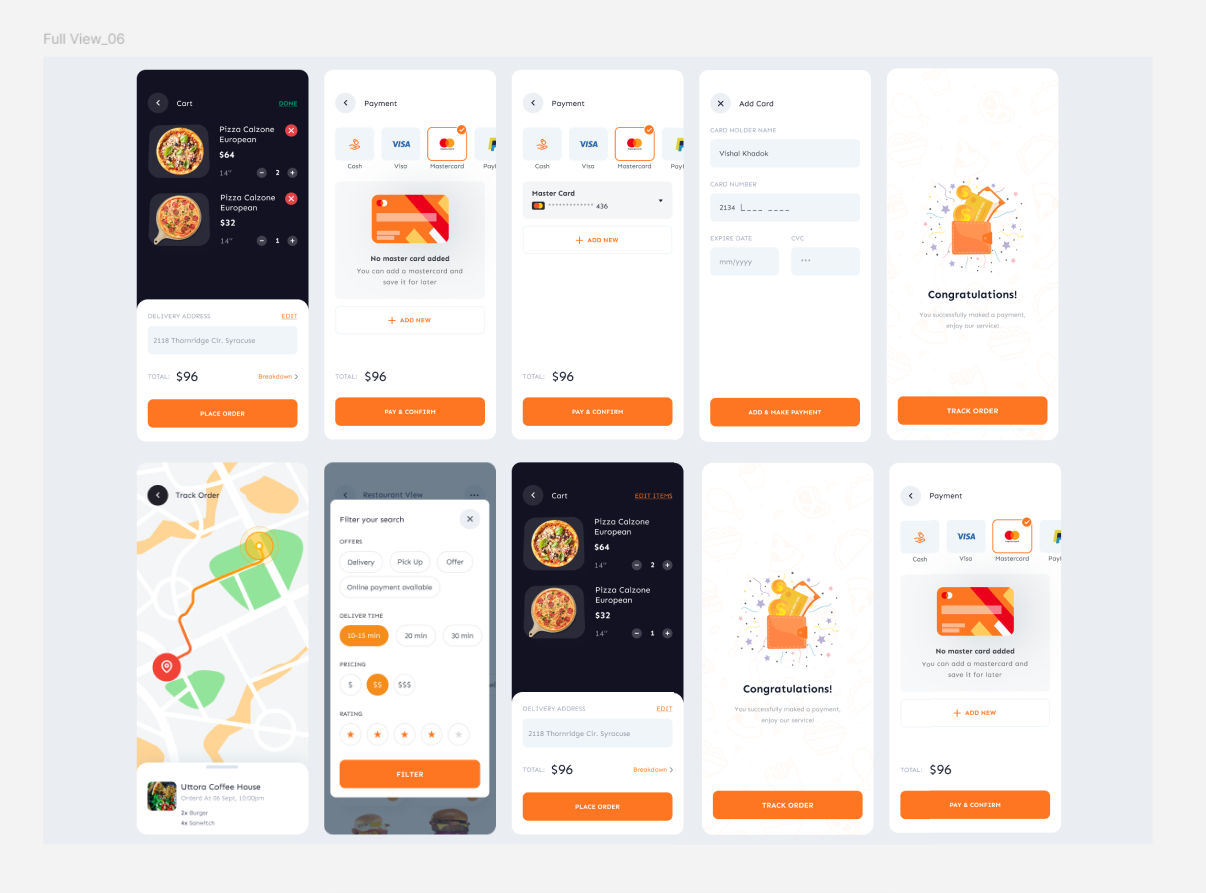 Full View_06
Cart
DONE
Pizza Calzone
European
$64
14"
2
Pizza Calzone
European
$32
14"
1
DELIVERY ADDRESS
EDIT
2118 Thornridge Cir. Syracuse
TOTAL:
$96
Breakdown
PLACE ORDER
Payment
VISA
Cash
Visa
Mastercard
Payl
No master card added
You can add a mastercard and
save it for later
ADD NEW
TOTAL:
$96
PAY & CONFIRM
Payment
VISA
Cash
Visa
Mastercard
Payl
Master Card
************* 436
ADD NEW
TOTAL:
$96
PAY & CONFIRM
Add Card
CARD HOLDER NAME
Vishal Khadok
CARD NUMBER
2134 |_ _ _ _ _ _ _ _
EXPIRE DATE
CVC
mm/yyyy
***
ADD & MAKE PAYMENT
Congratulations!
You successfully maked a payment,
enjoy our service!
TRACK ORDER
Track Order
Uttora Coffee House
Orderd At 06 Sept, 10:00pm
2x Burger
4x Sanwitch
Restaurant View
Filter your search
OFFERS
Delivery
Pick Up
Offer
Online payment available
DELIVER TIME
10-15 min
20 min
30 min
PRICING
$
$$
$$$
RATING
FILTER
Cart
EDIT ITEMS
Pizza Calzone
European
$64
14"
2
Pizza Calzone
European
$32
14"
1
DELIVERY ADDRESS
EDIT
2118 Thornridge Cir. Syracuse
TOTAL:
$96
Breakdown
PLACE ORDER
Congratulations!
You successfully maked a payment,
enjoy our service!
TRACK ORDER
Payment
VISA
Cash
Visa
Mastercard
Payl
No master card added
You can add a mastercard and
save it for later
ADD NEW
TOTAL:
$96
PAY & CONFIRM